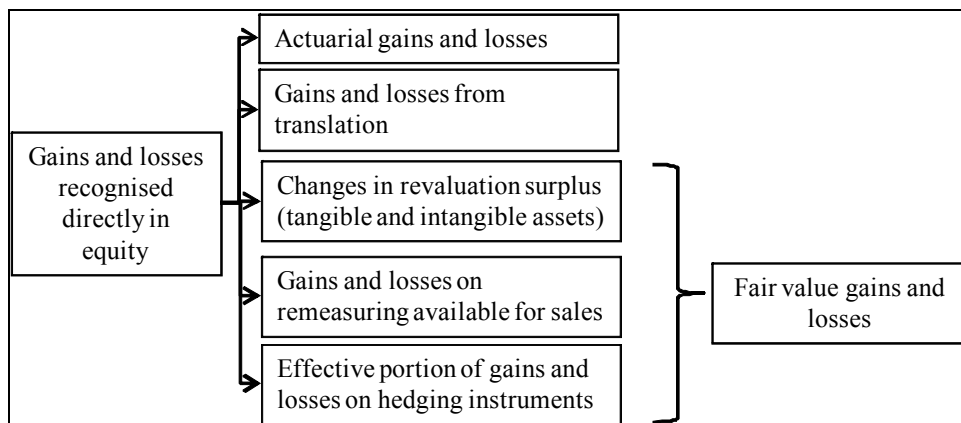 Actuarial gains and losses
Gains and losses from
translation
Gains and losses
recognised
directly in
equity
Changes in revaluation surplus
(tangible and intangible assets)
Gains and losses on
remeasuring available for sales
Effective portion of gains and
losses on hedging instruments
Fair value gains and
losses